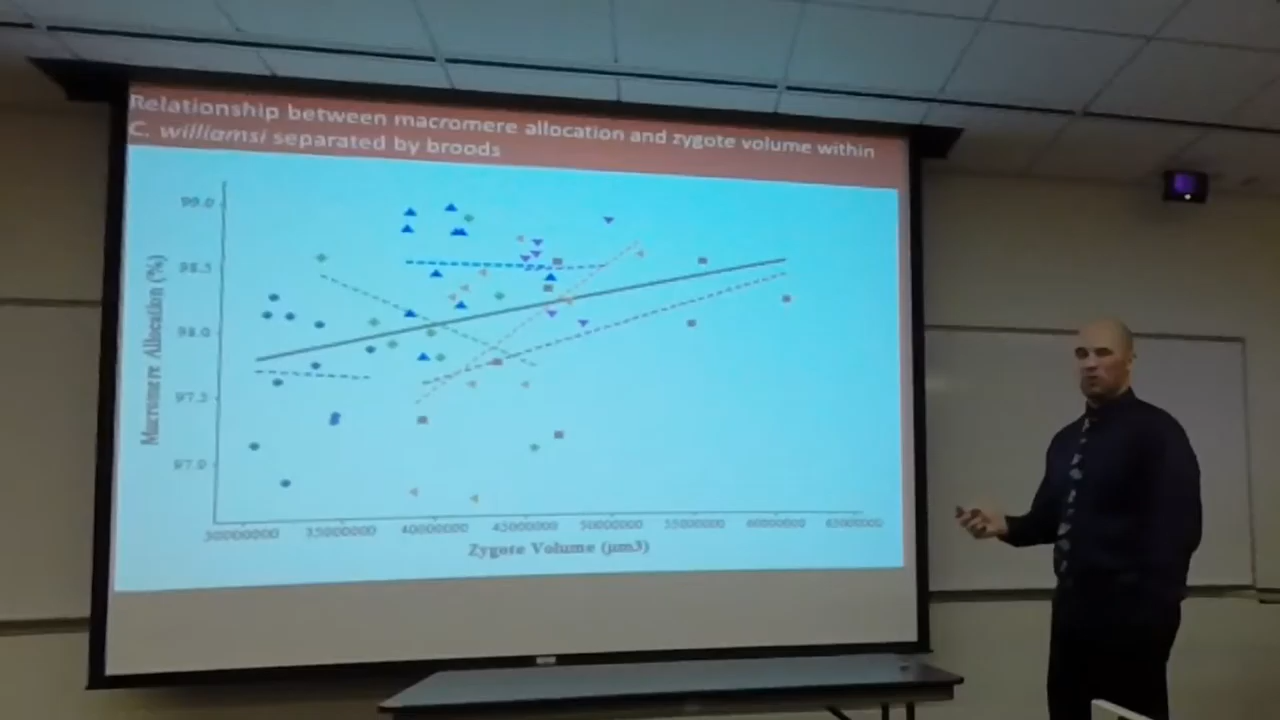 Relationship between macromere allocation and zygote volume within
C. williamsi separated by broods
99.0
98.5
98.0
97.5
97.0
Macromere Allocation (%)
30000000 35000000 40000000 45000000 50000000 55000000 60000000 65000000
Zygote Volume (µm3)